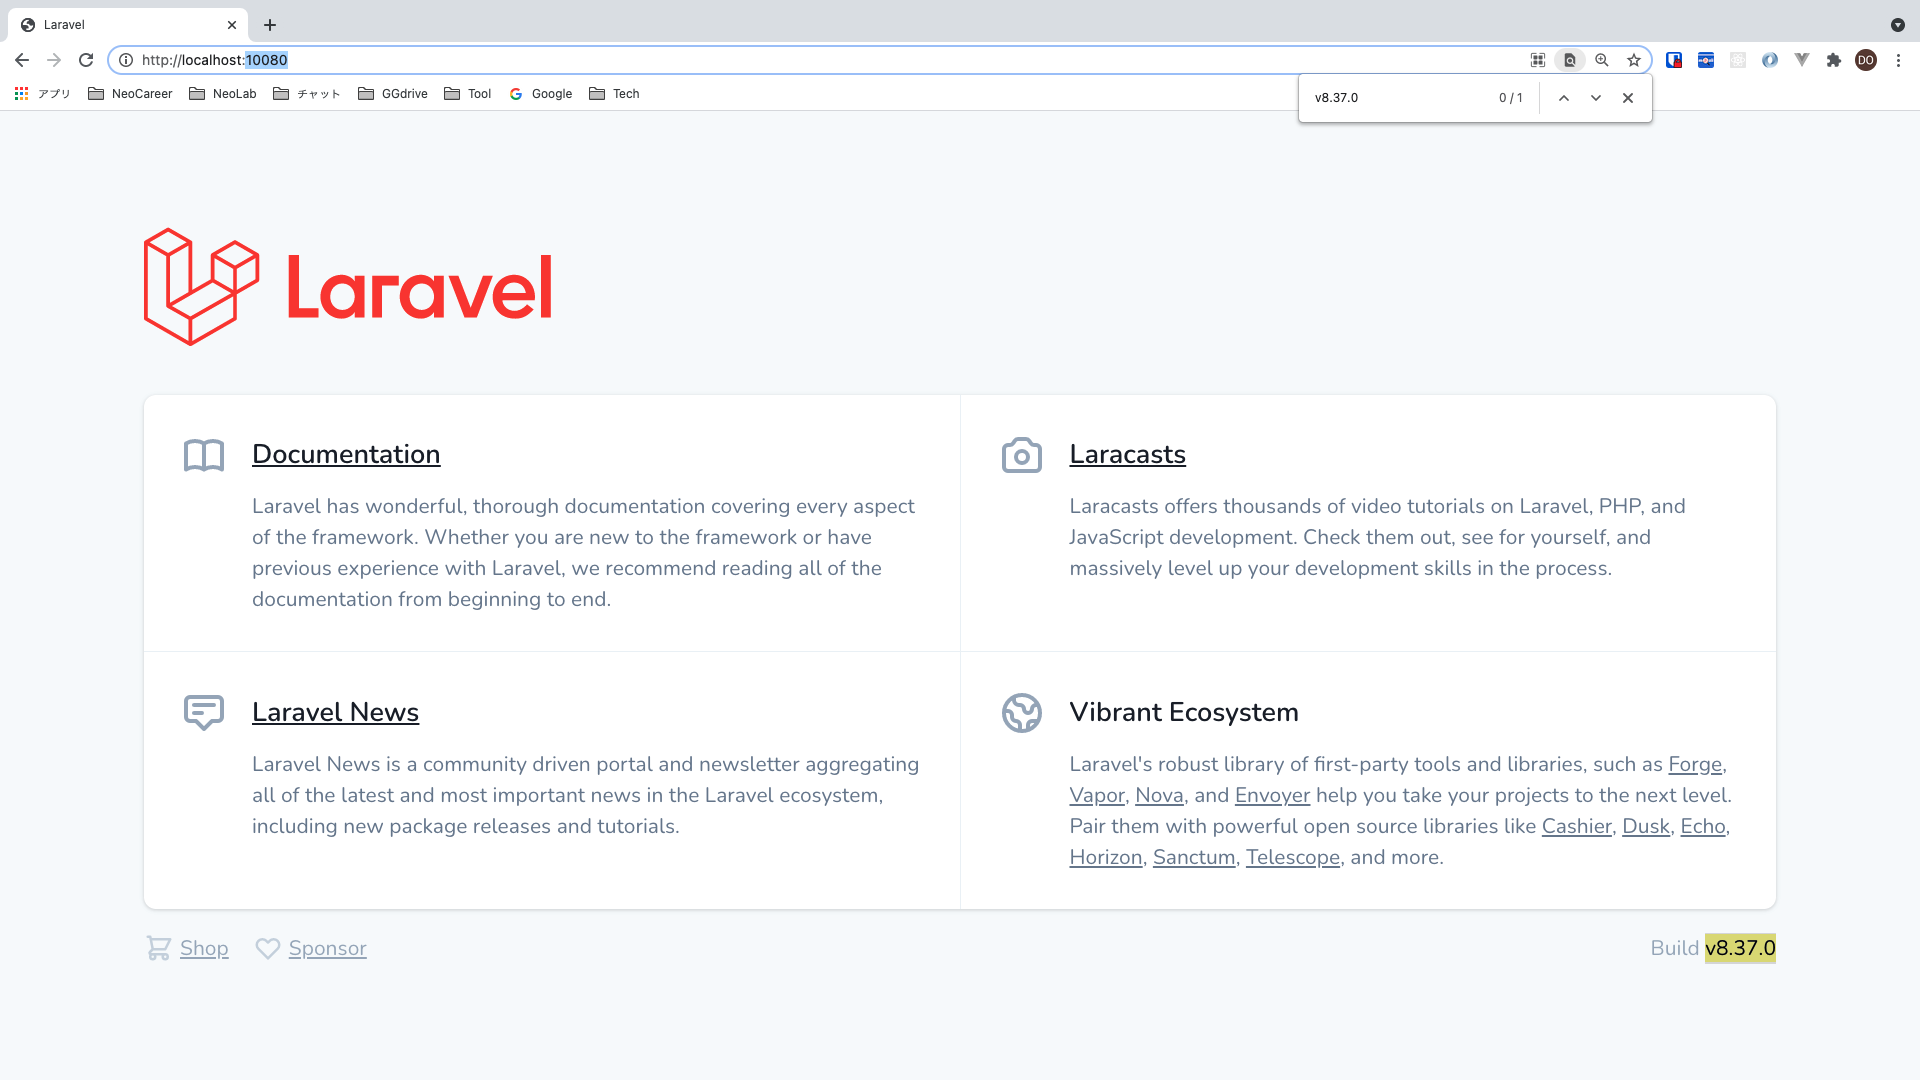 Laravel
http://localhost:10080
アプリ NeoCareer NeoLab チャット GGdrive Tool Google Tech
v8.37.0 0 / 1
DO
Laravel
Documentation
Laravel has wonderful, thorough documentation covering every aspect
of the framework. Whether you are new to the framework or have
previous experience with Laravel, we recommend reading all of the
documentation from beginning to end.
Laracasts
Laracasts offers thousands of video tutorials on Laravel, PHP, and
JavaScript development. Check them out, see for yourself, and
massively level up your development skills in the process.
Laravel News
Laravel News is a community driven portal and newsletter aggregating
all of the latest and most important news in the Laravel ecosystem,
including new package releases and tutorials.
Vibrant Ecosystem
Laravel's robust library of first-party tools and libraries, such as Forge,
Vapor, Nova, and Envoyer help you take your projects to the next level.
Pair them with powerful open source libraries like Cashier, Dusk, Echo,
Horizon, Sanctum, Telescope, and more.
Shop Sponsor
Build v8.37.0